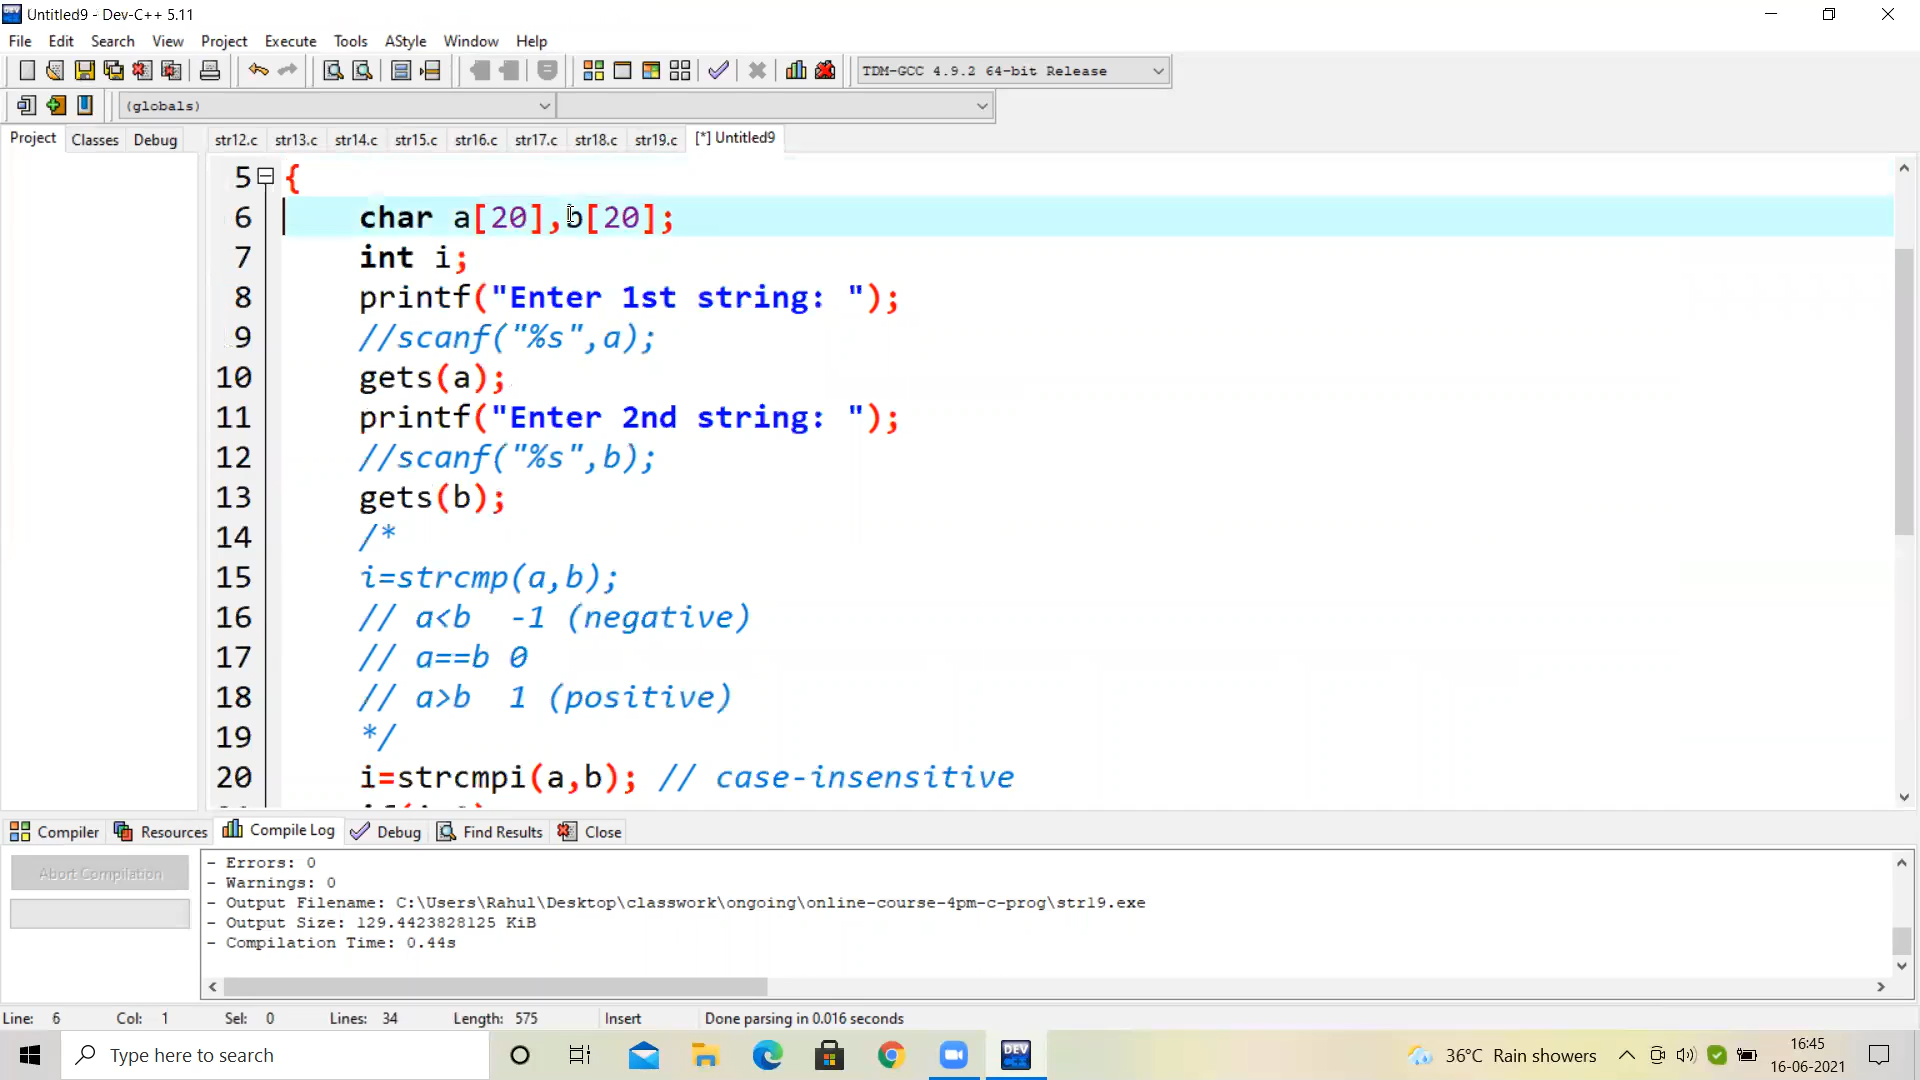 Untitled9 - Dev-C++ 5.11
File Edit Search View Project Execute Tools AStyle Window Help
TDM-GCC 4.9.2 64-bit Release
(globals)
Project Classes Debug str12.c str13.c str14.c str15.c str16.c str17.c str18.c str19.c [*] Untitled9
5 {
6 char a[20],b[20];
7 int i;
8 printf("Enter 1st string: ");
9 //scanf("%s",a);
10 gets(a);
11 printf("Enter 2nd string: ");
12 //scanf("%s",b);
13 gets(b);
14 /*
15 i=strcmp(a,b);
16 // a<b -1 (negative)
17 // a==b 0
18 // a>b 1 (positive)
19 */
20 i=strcmpi(a,b); // case-insensitive
Compiler Resources Compile Log Debug Find Results Close
Abort Compilation
- Errors: 0
- Warnings: 0
- Output Filename: C:\Users\Rahul\Desktop\classwork\ongoing\online-course-4pm-c-prog\str19.exe
- Output Size: 129.4423828125 KiB
- Compilation Time: 0.44s
Line: 6 Col: 1 Sel: 0 Lines: 34 Length: 575 Insert Done parsing in 0.016 seconds
Type here to search
DEV
36°C Rain showers
16:45
16-06-2021